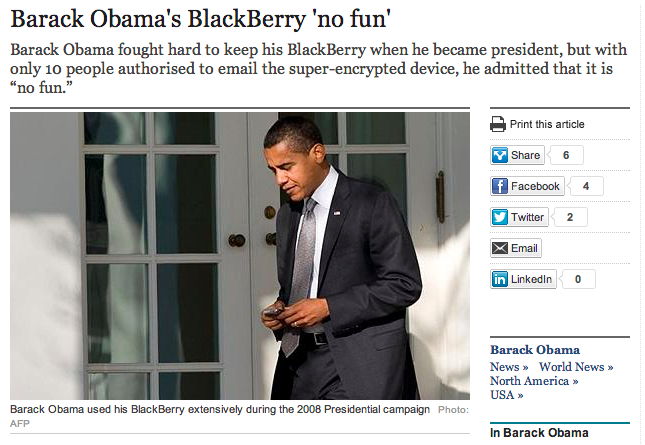 Barack Obama's BlackBerry 'no fun'
Barack Obama fought hard to keep his BlackBerry when he became president, but with
only 10 people authorised to email the super-encrypted device, he admitted that it is
“no fun.”
Print this article
Share 6
Facebook 4
Twitter 2
Email
LinkedIn 0
Barack Obama used his BlackBerry extensively during the 2008 Presidential campaign Photo:
AFP
Barack Obama
News » World News »
North America »
USA »
In Barack Obama